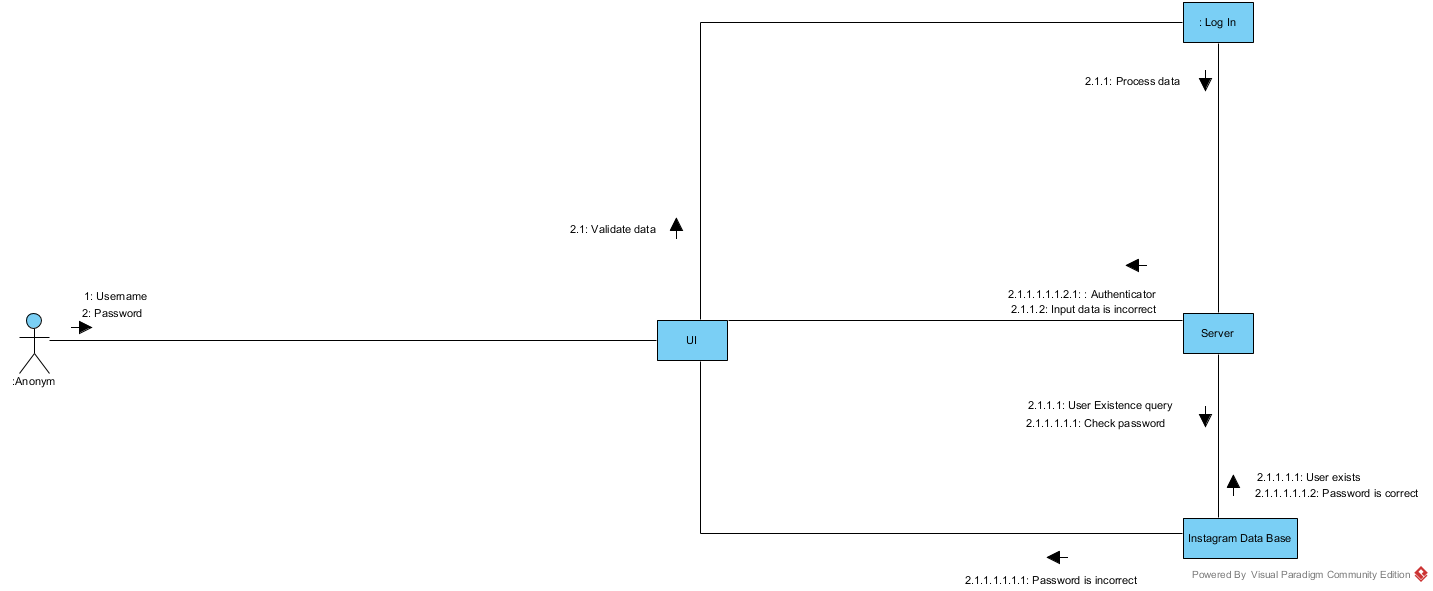 : Log In
2.1.1: Process data
2.1: Validate data
1: Username
2: Password
2.1.1.1.1.1.2.1: : Authenticator
2.1.1.2: Input data is incorrect
UI
Server
:Anonym
2.1.1.1: User Existence query
2.1.1.1.1.1: Check password
2.1.1.1.1: User exists
2.1.1.1.1.1.2: Password is correct
Instagram Data Base
Powered By Visual Paradigm Community Edition
2.1.1.1.1.1.1: Password is incorrect